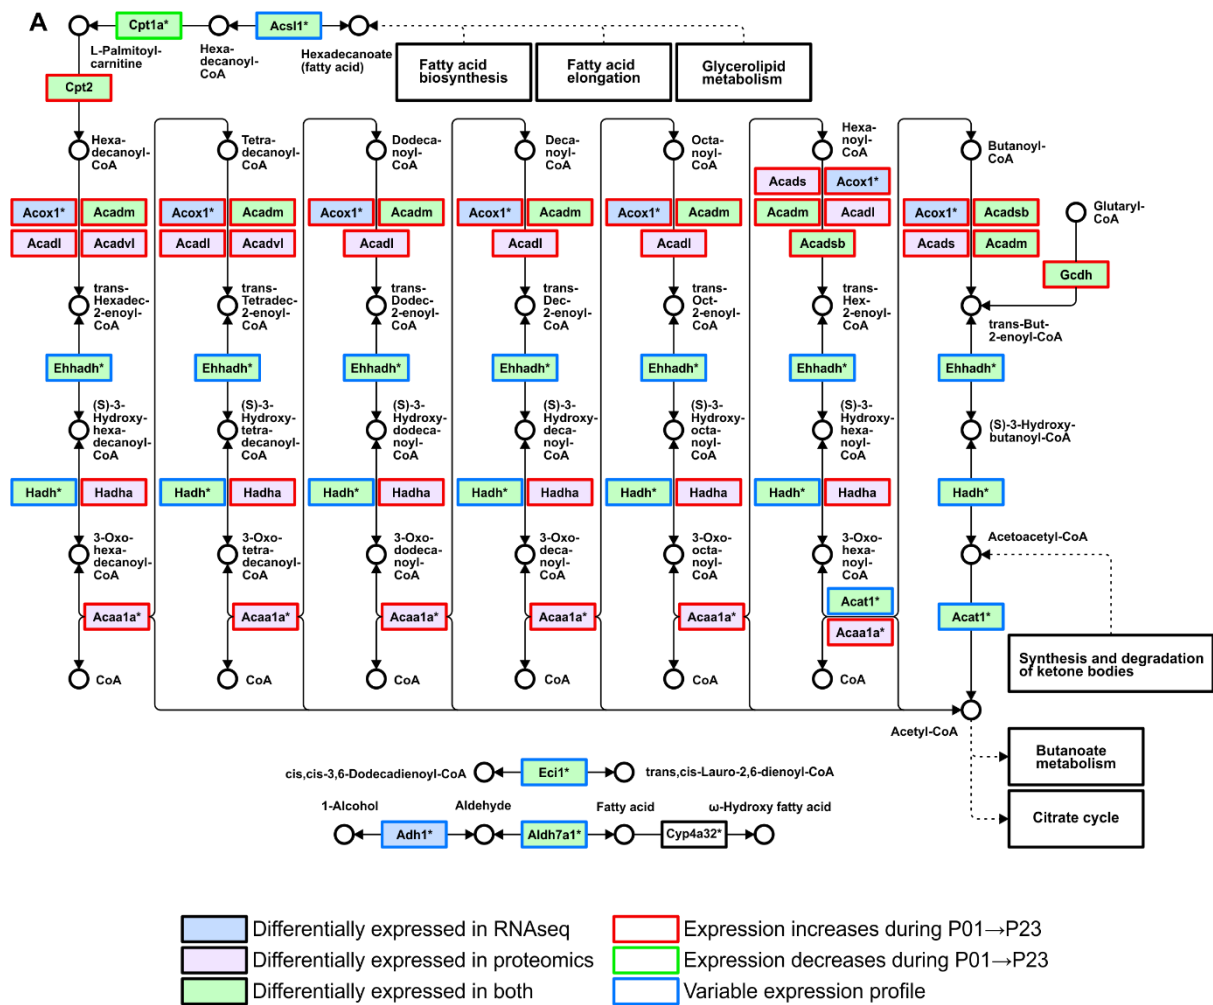 A
Cpt1a*
Acsl1*
L-Palmitoyl-
carnitine
Hexa-
decanoyl-
CoA
Hexadecanoate
(fatty acid)
Fatty acid
biosynthesis
Fatty acid
elongation
Glycerolipid
metabolism
Cpt2
Hexa-
decanoyl-
CoA
Tetra-
decanoyl-
CoA
Dodeca-
noyl-
CoA
Deca-
noyl-
CoA
Octa-
noyl-
CoA
Hexa-
noyl-
CoA
Butanoyl-
CoA
Acads
Acox1*
Acox1*
Acadm
Acox1*
Acadm
Acox1*
Acadm
Acox1*
Acadm
Acox1*
Acadm
Acadm
Acadl
Acox1*
Acadsb
Glutaryl-
CoA
Acadl
Acadvl
Acadl
Acadvl
Acadl
Acadl
Acadl
Acadsb
Acads
Acadm
Gcdh
trans-
Hexadec-
2-enoyl-
CoA
trans-
Tetradec-
2-enoyl-
CoA
trans-
Dodec-
2-enoyl-
CoA
trans-
Dec-
2-enoyl-
CoA
trans-
Oct-
2-enoyl-
CoA
trans-
Hex-
2-enoyl-
CoA
trans-But-
2-enoyl-CoA
Ehhadh*
Ehhadh*
Ehhadh*
Ehhadh*
Ehhadh*
Ehhadh*
Ehhadh*
(S)-3-
Hydroxy-
hexa-
decanoyl-
CoA
(S)-3-
Hydroxy-
tetra-
decanoyl-
CoA
(S)-3-
Hydroxy-
dodeca-
noyl-
CoA
(S)-3-
Hydroxy-
deca-
noyl-
CoA
(S)-3-
Hydroxy-
octa-
noyl-
CoA
(S)-3-
Hydroxy-
hexa-
noyl-
CoA
(S)-3-Hydroxy-
butanoyl-CoA
Hadh*
Hadha
Hadh*
Hadha
Hadh*
Hadha
Hadh*
Hadha
Hadh*
Hadha
Hadh*
Hadha
Hadh*
3-Oxo-
hexa-
decanoyl-
CoA
3-Oxo-
tetra-
decanoyl-
CoA
3-Oxo-
dodeca-
noyl-
CoA
3-Oxo-
deca-
noyl-
CoA
3-Oxo-
octa-
noyl-
CoA
3-Oxo-
hexa-
noyl-
CoA
Acetoacetyl-CoA
Acaa1a*
Acaa1a*
Acaa1a*
Acaa1a*
Acaa1a*
Acat1*
Acaa1a*
Acat1*
Synthesis and degradation
of ketone bodies
CoA
CoA
CoA
CoA
CoA
CoA
Acetyl-CoA
Butanoate
metabolism
Citrate cycle
cis,cis-3,6-Dodecadienoyl-CoA
Eci1*
trans,cis-Lauro-2,6-dienoyl-CoA
1-Alcohol
Aldehyde
Fatty acid
ω-Hydroxy fatty acid
Adh1*
Aldh7a1*
Cyp4a32*
Differentially expressed in RNAseq
Expression increases during P01→P23
Differentially expressed in proteomics
Expression decreases during P01→P23
Differentially expressed in both
Variable expression profile